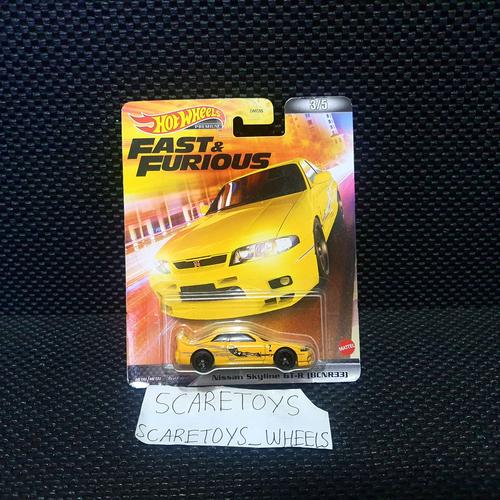 HOT WHEELS
PREMIUM
3/5
FAST &
FURIOUS
MATTEL
Nissan Skyline GT-R (BCNR33)
SCARETOYS
SCARETOYS_WHEELS